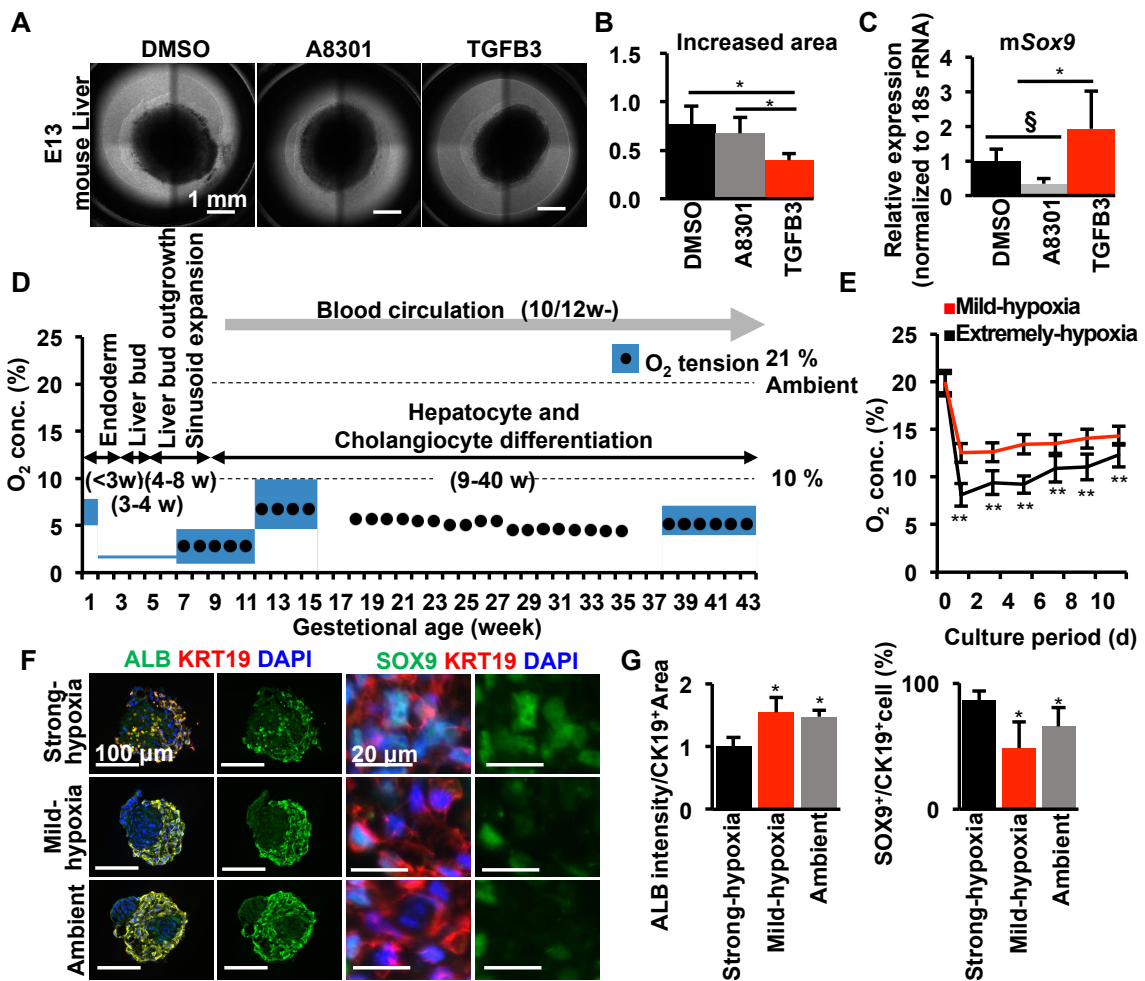 A
DMSO
A8301
TGFB3
E13
mouse Liver
1 mm
B
Increased area
1.0
0.5
0.0
*
*
DMSO
A8301
TGFB3
C
mSox9
Relative expression
(normalized to 18s rRNA)
4
3
2
1
0
§
*
DMSO
A8301
TGFB3
D
O2 conc. (%)
25
20
15
10
5
0
Endoderm
Liver bud
Liver bud outgrowth
Sinusoid expansion
Blood circulation (10/12w-)
O2 tension
21 %
Ambient
Hepatocyte and
Cholangiocyte differentiation
(<3w)
(4-8 w)
(3-4 w)
(9-40 w)
10 %
1 3 5 7 9 11 13 15 17 19 21 23 25 27 29 31 33 35 37 39 41 43
Gestetional age (week)
E
Mild-hypoxia
Extremely-hypoxia
O2 conc. (%)
25
20
15
10
5
0
** ** ** ** ** **
0 2 4 6 8 10
Culture period (d)
F
ALB KRT19 DAPI
SOX9 KRT19 DAPI
Strong-
hypoxia
100 µm
20 µm
Mild-
hypoxia
Ambient
G
ALB intensity/CK19+Area
2
1
0
*
*
Strong-hypoxia
Mild-hypoxia
Ambient
SOX9+/CK19+cell (%)
100
0
*
*
Strong-hypoxia
Mild-hypoxia
Ambient